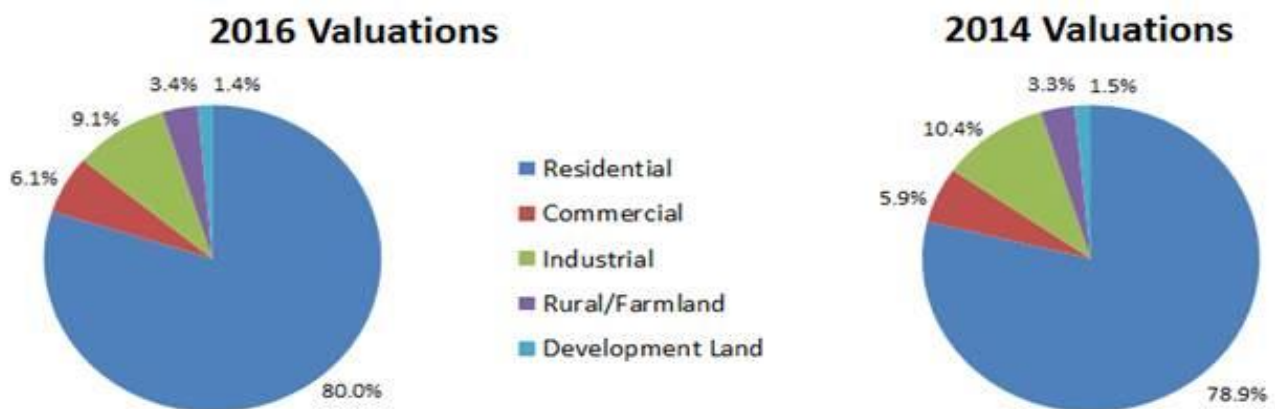 2016 Valuations
3.4%
1.4%
9.1%
6.1%
80.0%
Residential
Commercial
Industrial
Rural/Farmland
Development Land
2014 Valuations
3.3%
1.5%
10.4%
5.9%
78.9%